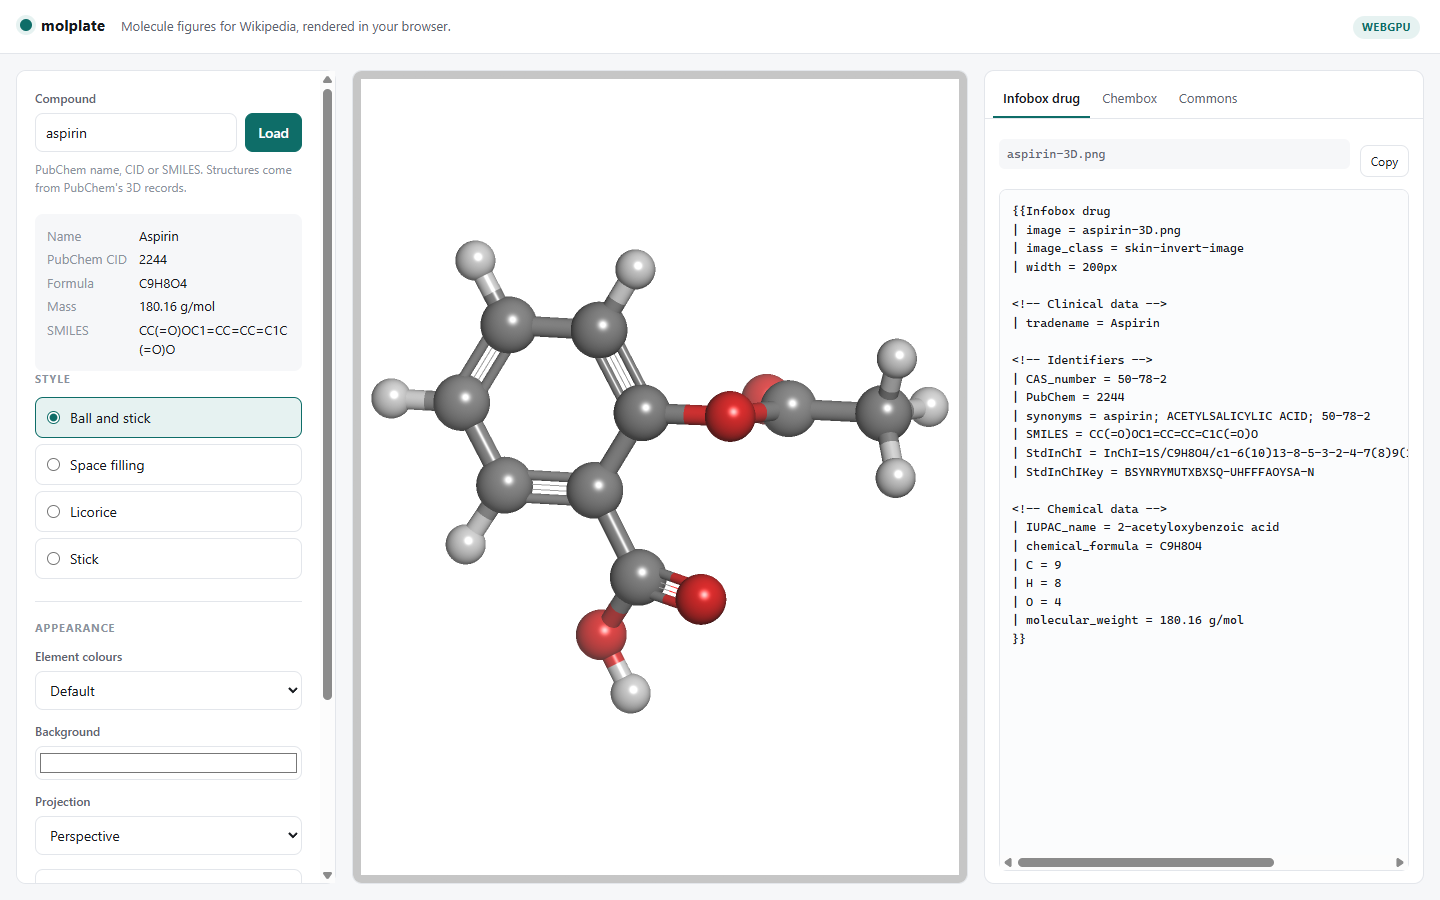 molplate Molecule figures for Wikipedia, rendered in your browser. WEBGPU
Compound
aspirin Load
PubChem name, CID or SMILES. Structures come
from PubChem's 3D records.
Name Aspirin
PubChem CID 2244
Formula C9H8O4
Mass 180.16 g/mol
SMILES CC(=O)OC1=CC=CC=C1C
(=O)O
STYLE
Ball and stick
Space filling
Licorice
Stick
APPEARANCE
Element colours
Default
Background
Projection
Perspective
Infobox drug Chembox Commons
aspirin-3D.png Copy
{{Infobox drug
| image = aspirin-3D.png
| image_class = skin-invert-image
| width = 200px
<!-- Clinical data -->
| tradename = Aspirin
<!-- Identifiers -->
| CAS_number = 50-78-2
| PubChem = 2244
| synonyms = aspirin; ACETYLSALICYLIC ACID; 50-78-2
| SMILES = CC(=O)OC1=CC=CC=C1C(=O)O
| StdInChI = InChI=1S/C9H8O4/c1-6(10)13-8-5-3-2-4-7(8)9(
| StdInChIKey = BSYNRYMUTXBXSQ-UHFFFAOYSA-N
<!-- Chemical data -->
| IUPAC_name = 2-acetyloxybenzoic acid
| chemical_formula = C9H8O4
| C = 9
| H = 8
| O = 4
| molecular_weight = 180.16 g/mol
}}